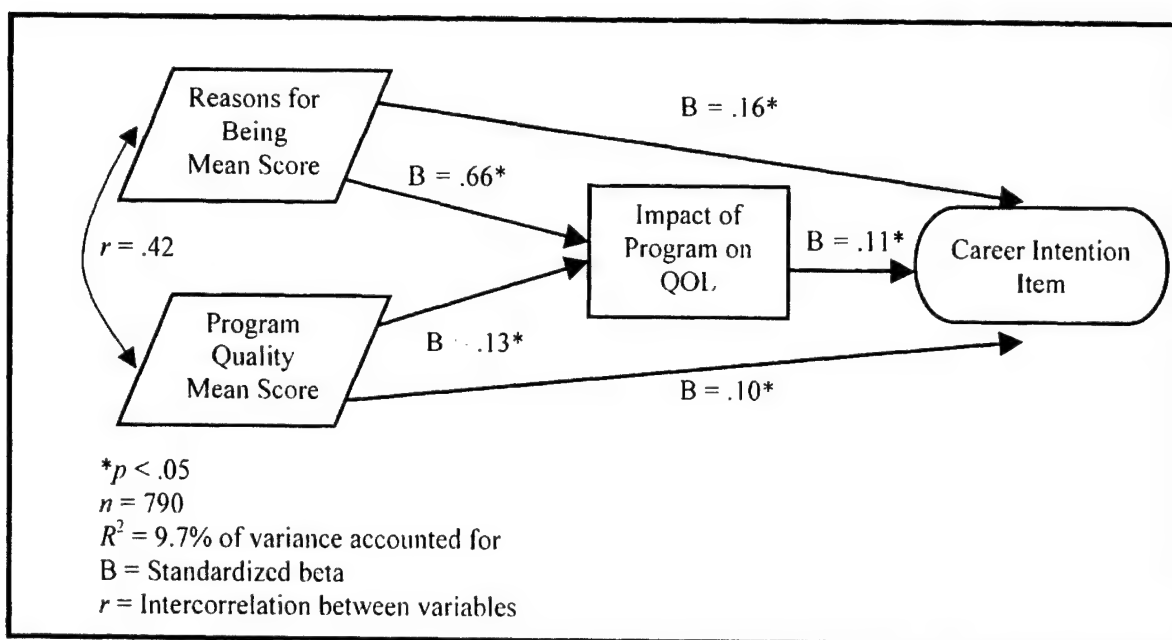 Reasons for
Being
Mean Score
B = .16*
B = .66*
Impact of
Program on
QOL
B = .11*
Career Intention
Item
r = .42
Program
Quality
Mean Score
B .13*
B = .10*
*p < .05
n = 790
R² = 9.7% of variance accounted for
B = Standardized beta
r = Intercorrelation between variables